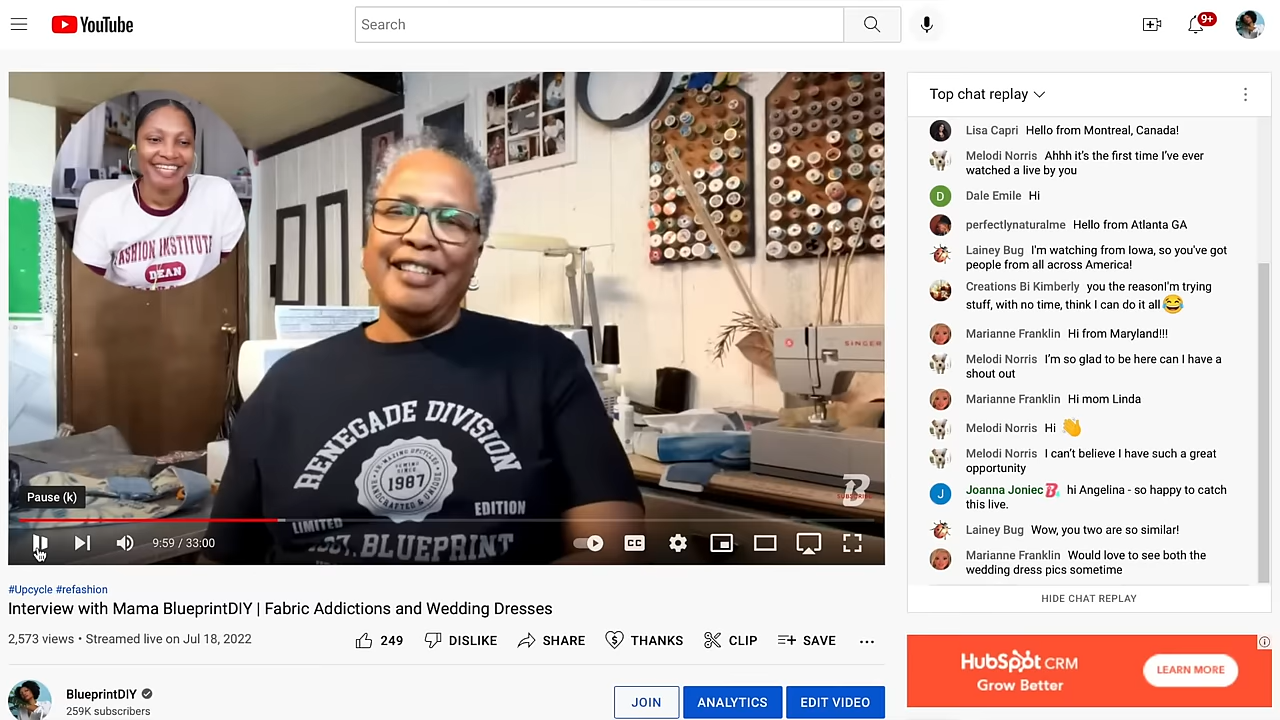 YouTube
Search
9+
FASHION INSTITUTE
DEAN
RENEGADE DIVISION
SEWING
SINCE
1987
LIMITED
EDITION
BLUEPRINT
SINGER
B
SUBSCRIBE
Pause (k)
9:59 / 33:00
CC
#Upcycle #refashion
Interview with Mama BlueprintDIY | Fabric Addictions and Wedding Dresses
2,573 views • Streamed live on Jul 18, 2022
249
DISLIKE
SHARE
THANKS
CLIP
SAVE
BlueprintDIY
259K subscribers
JOIN
ANALYTICS
EDIT VIDEO
Top chat replay
Lisa Capri Hello from Montreal, Canada!
Melodi Norris Ahhh it's the first time I've ever
watched a live by you
D
Dale Emile Hi
perfectlynaturalme Hello from Atlanta GA
Lainey Bug I'm watching from Iowa, so you've got
people from all across America!
Creations Bi Kimberly you the reasonI'm trying
stuff, with no time, think I can do it all 😂
Marianne Franklin Hi from Maryland!!!
Melodi Norris I'm so glad to be here can I have a
shout out
Marianne Franklin Hi mom Linda
Melodi Norris Hi 👋
Melodi Norris I can't believe I have such a great
opportunity
J
Joanna Joniec B hi Angelina - so happy to catch
this live.
Lainey Bug Wow, you two are so similar!
Marianne Franklin Would love to see both the
wedding dress pics sometime
HIDE CHAT REPLAY
HubSpot CRM
Grow Better
LEARN MORE